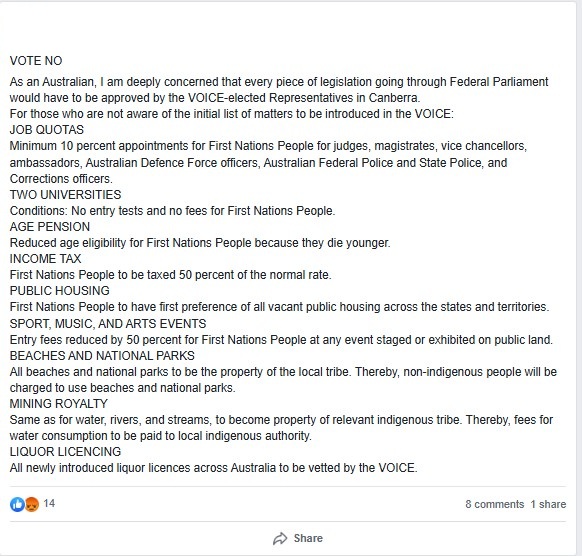 VOTE NO
As an Australian, I am deeply concerned that every piece of legislation going through Federal Parliament
would have to be approved by the VOICE-elected Representatives in Canberra.
For those who are not aware of the initial list of matters to be introduced in the VOICE:
JOB QUOTAS
Minimum 10 percent appointments for First Nations People for judges, magistrates, vice chancellors,
ambassadors, Australian Defence Force officers, Australian Federal Police and State Police, and
Corrections officers.
TWO UNIVERSITIES
Conditions: No entry tests and no fees for First Nations People.
AGE PENSION
Reduced age eligibility for First Nations People because they die younger.
INCOME TAX
First Nations People to be taxed 50 percent of the normal rate.
PUBLIC HOUSING
First Nations People to have first preference of all vacant public housing across the states and territories.
SPORT, MUSIC, AND ARTS EVENTS
Entry fees reduced by 50 percent for First Nations People at any event staged or exhibited on public land.
BEACHES AND NATIONAL PARKS
All beaches and national parks to be the property of the local tribe. Thereby, non-indigenous people will be
charged to use beaches and national parks.
MINING ROYALTY
Same as for water, rivers, and streams, to become property of relevant indigenous tribe. Thereby, fees for
water consumption to be paid to local indigenous authority.
LIQUOR LICENCING
All newly introduced liquor licences across Australia to be vetted by the VOICE.
14 8 comments 1 share
Share